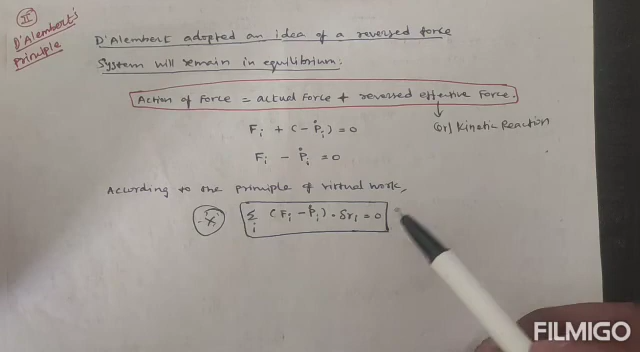 II
D'Alembert's
Principle
D'Alembert adopted an idea of a reversed force
System will remain in equilibrium.
Action of Force = actual Force + reversed effective Force.
(or) Kinetic Reaction
Fᵢ + (-Ṗᵢ) = 0
Fᵢ - Ṗᵢ = 0
According to the principle of virtual work,
Σᵢ (Fᵢ - Ṗᵢ) · δrᵢ = 0
FILMIGO